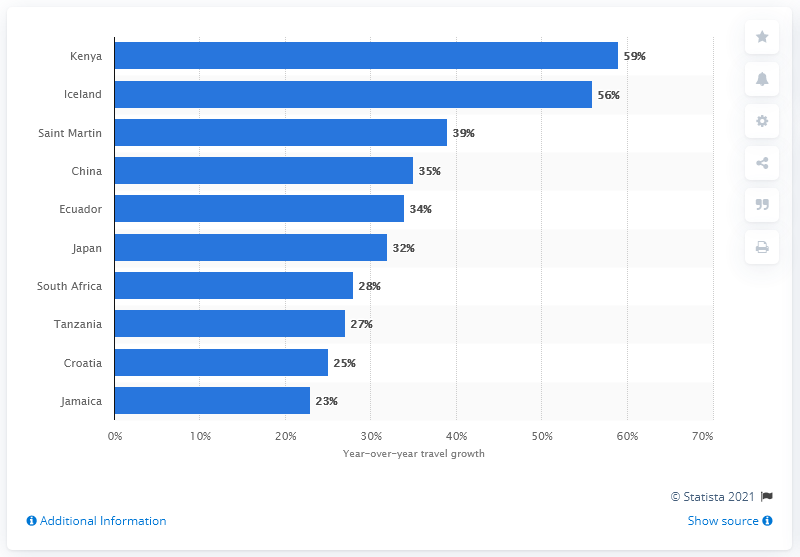 Kenya 59%
Iceland 56%
Saint Martin 39%
China 35%
Ecuador 34%
Japan 32%
South Africa 28%
Tanzania 27%
Croatia 25%
Jamaica 23%
0% 10% 20% 30% 40% 50% 60% 70%
Year-over-year travel growth
© Statista 2021
Additional Information Show source